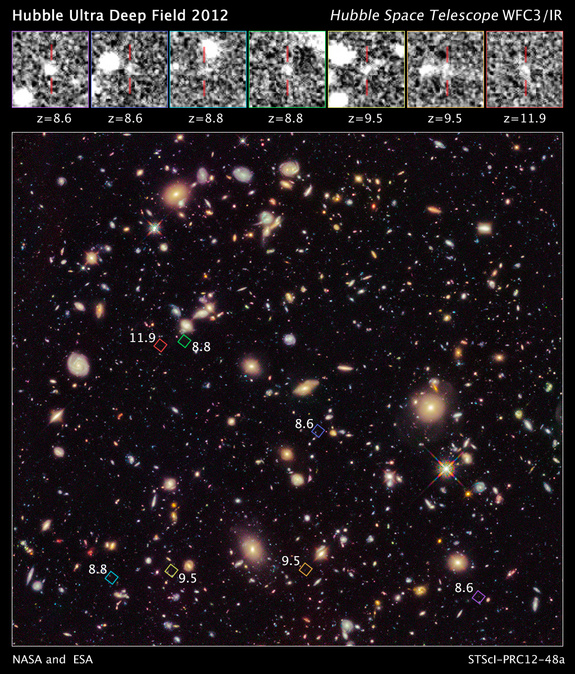 Hubble Ultra Deep Field 2012
Hubble Space Telescope WFC3/IR
z=8.6 z=8.6 z=8.8 z=8.8 z=9.5 z=9.5 z=11.9
11.9
8.8
8.6
8.8
9.5
9.5
8.6
NASA and ESA
STScI-PRC12-48a